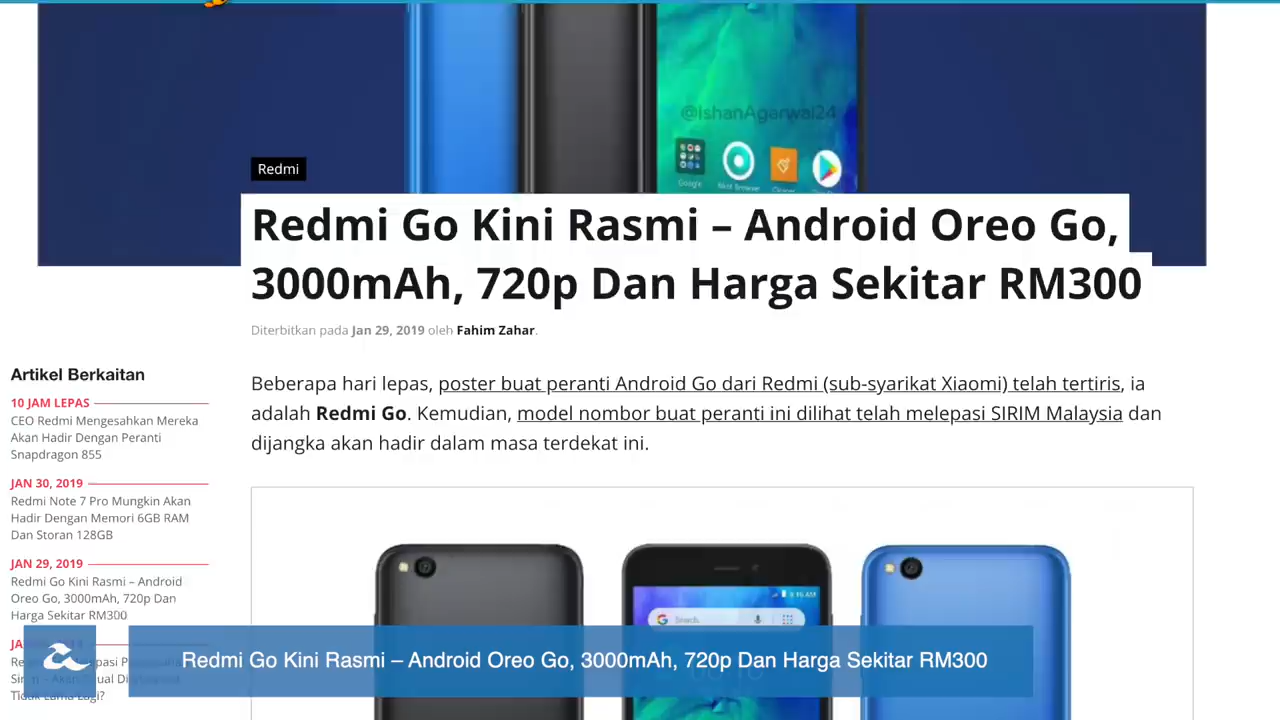 @IshanAgarwal24
Google
Mint Browser
Cleaner
Redmi
Redmi Go Kini Rasmi – Android Oreo Go,
3000mAh, 720p Dan Harga Sekitar RM300
Diterbitkan pada Jan 29, 2019 oleh Fahim Zahar.
Beberapa hari lepas, poster buat peranti Android Go dari Redmi (sub-syarikat Xiaomi) telah tertiris, ia
adalah Redmi Go. Kemudian, model nombor buat peranti ini dilihat telah melepasi SIRIM Malaysia dan
dijangka akan hadir dalam masa terdekat ini.
Artikel Berkaitan
10 JAM LEPAS
CEO Redmi Mengesahkan Mereka
Akan Hadir Dengan Peranti
Snapdragon 855
JAN 30, 2019
Redmi Note 7 Pro Mungkin Akan
Hadir Dengan Memori 6GB RAM
Dan Storan 128GB
JAN 29, 2019
Redmi Go Kini Rasmi – Android
Oreo Go, 3000mAh, 720p Dan
Harga Sekitar RM300
Tidak Lama Lagi?
Search
Redmi Go Kini Rasmi – Android Oreo Go, 3000mAh, 720p Dan Harga Sekitar RM300